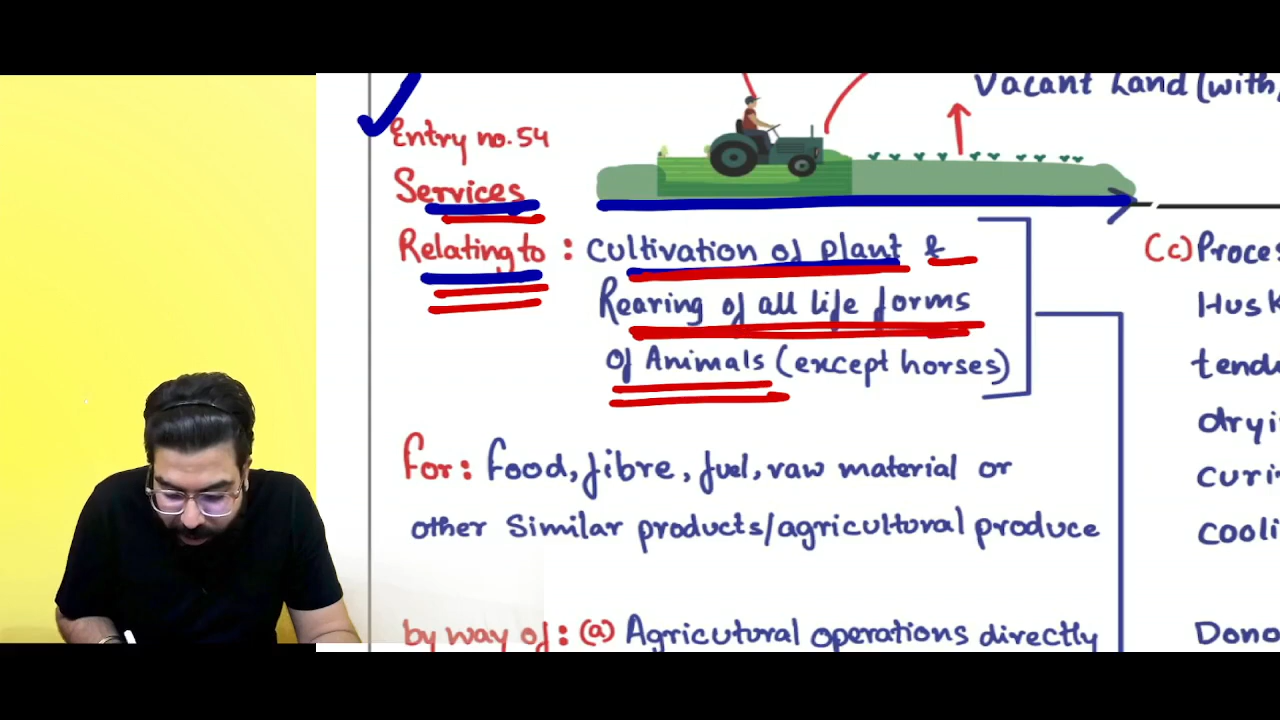 Vacant Land (with
Entry no. 54
Services
Relating to : Cultivation of plant &
Rearing of all life forms
of Animals (except horses)
for : food, fibre, fuel, raw material or
other Similar products/agricultural produce
by way of : (a) Agricutural operations directly
(c) Proces
Husk
tend
dryi
curi
cooli
Dono